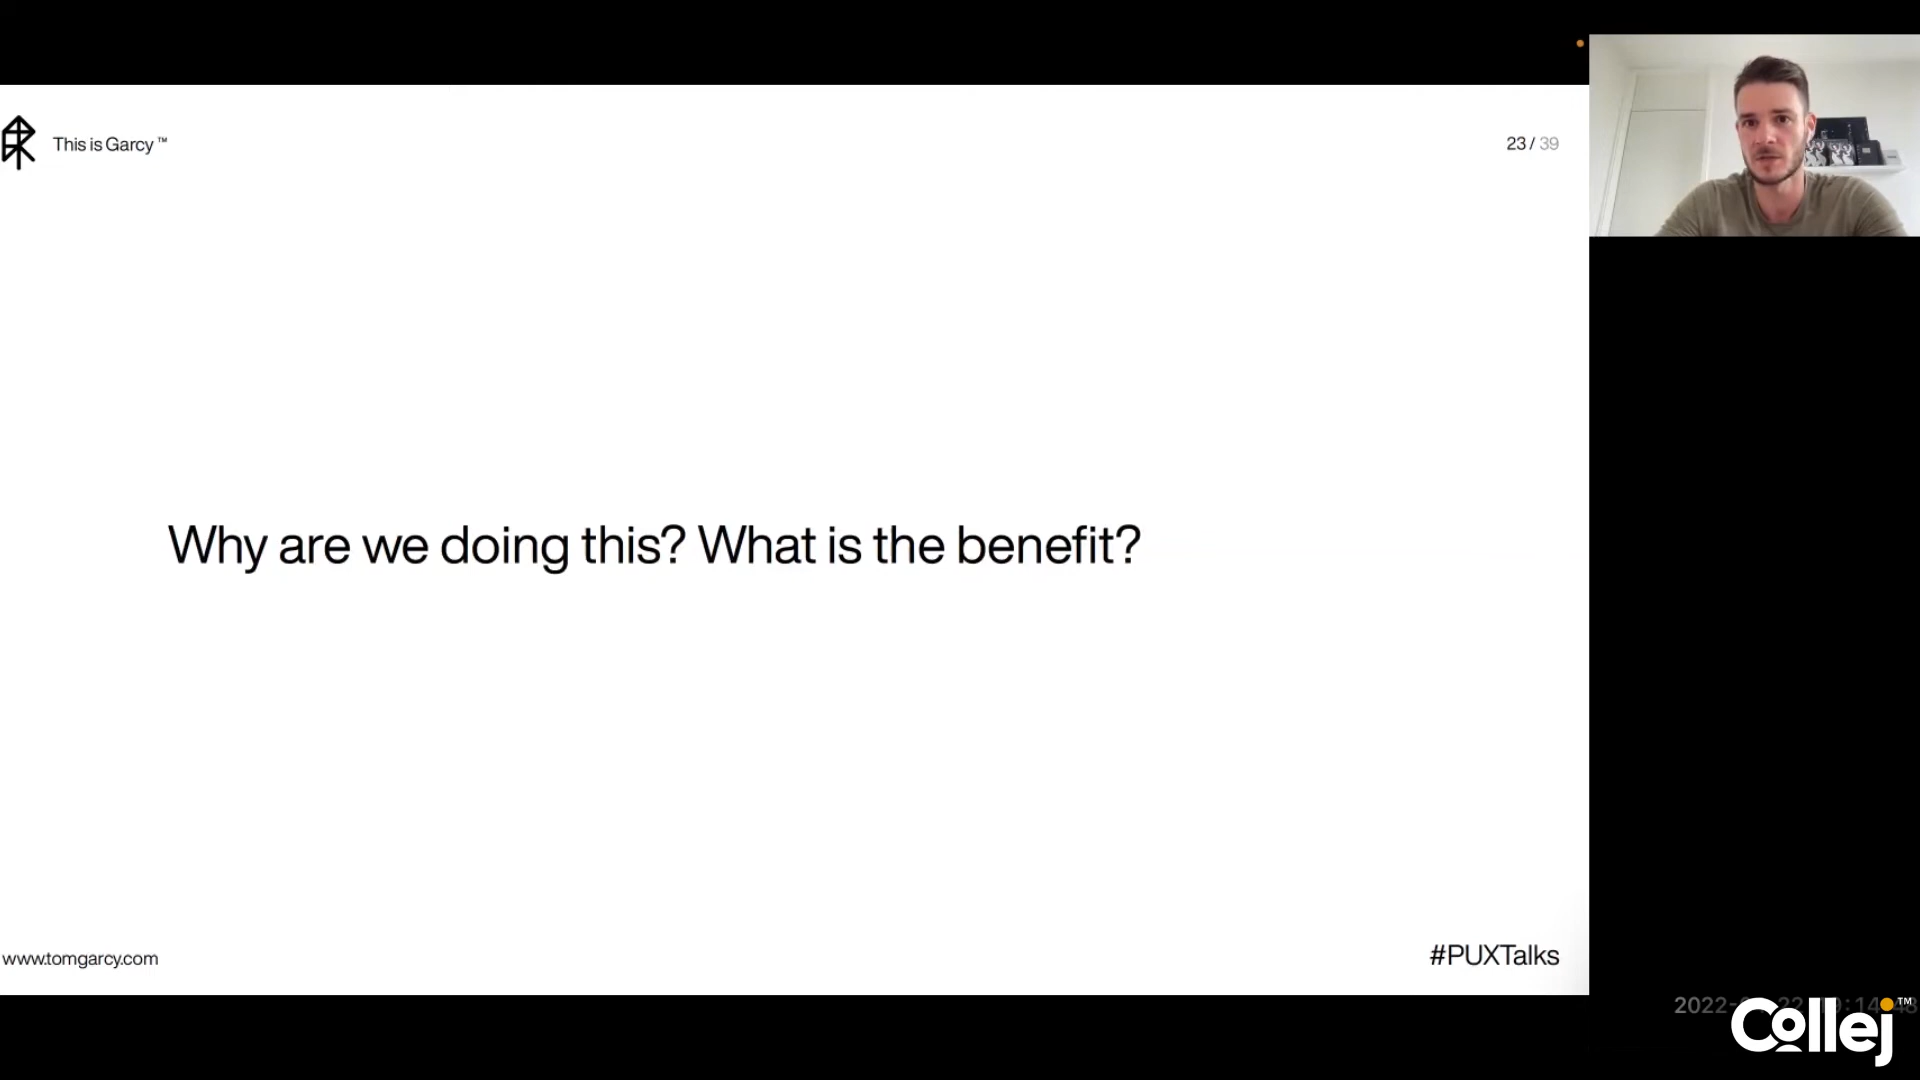 This is Garcy ™
23 / 39
Why are we doing this? What is the benefit?
www.tomgarcy.com
#PUXTalks
Collej™